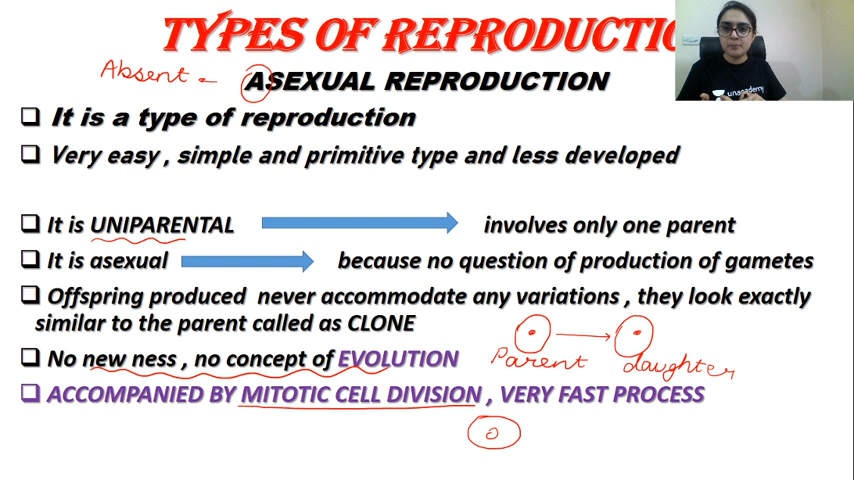 TYPES OF REPRODUCTIO
Absent
ASEXUAL REPRODUCTION
unacademy
It is a type of reproduction
Very easy , simple and primitive type and less developed
It is UNIPARENTAL involves only one parent
It is asexual because no question of production of gametes
Offspring produced never accommodate any variations , they look exactly
similar to the parent called as CLONE
No new ness , no concept of EVOLUTION
Parent daughter
ACCOMPANIED BY MITOTIC CELL DIVISION , VERY FAST PROCESS